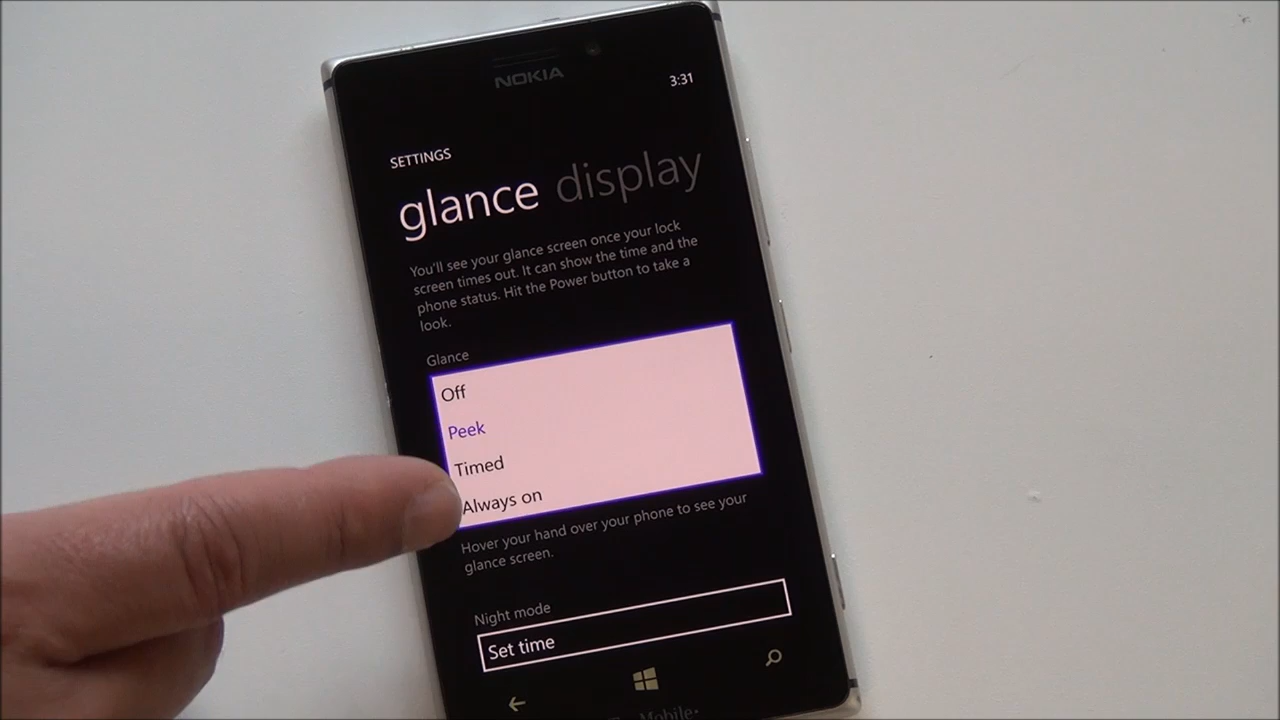 NOKIA
3:31
SETTINGS
glance display
You'll see your glance screen once your lock
screen times out. It can show the time and the
phone status. Hit the Power button to take a
look.
Glance
Off
Peek
Timed
Always on
Hover your hand over your phone to see your
glance screen.
Night mode
Set time
Mobile